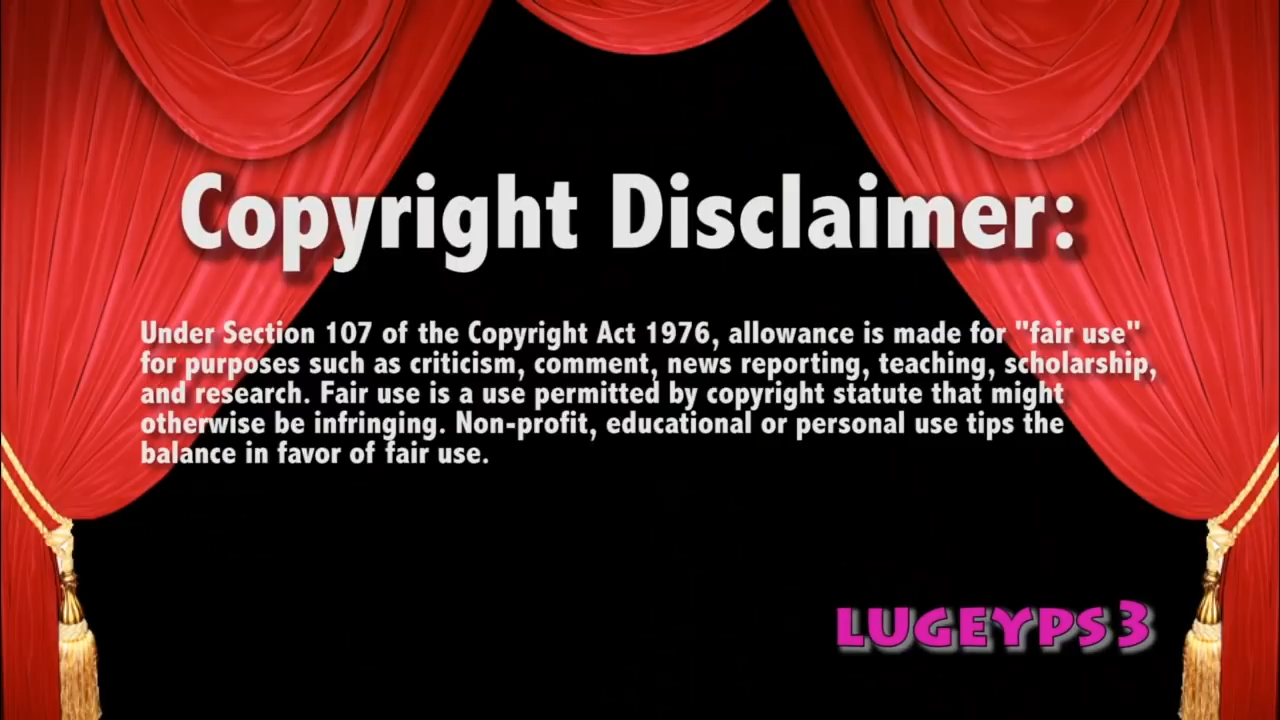 Copyright Disclaimer:
Under Section 107 of the Copyright Act 1976, allowance is made for "fair use"
for purposes such as criticism, comment, news reporting, teaching, scholarship,
and research. Fair use is a use permitted by copyright statute that might
otherwise be infringing. Non-profit, educational or personal use tips the
balance in favor of fair use.
LUGEYPS 3